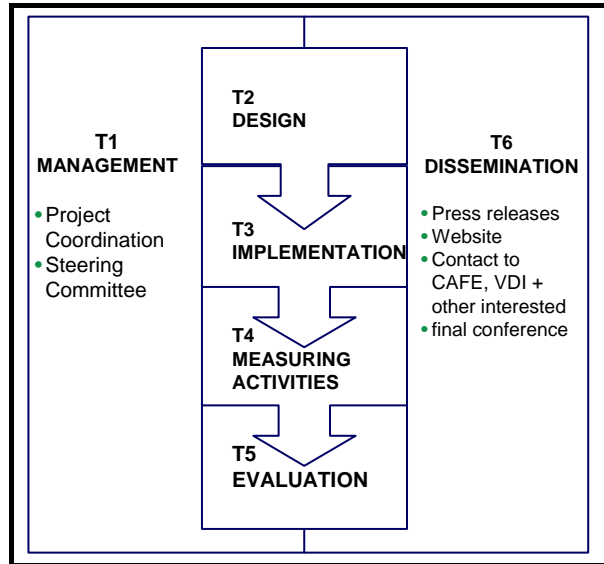 T1
MANAGEMENT
• Project
Coordination
• Steering
Committee
T2
DESIGN
T3
IMPLEMENTATION
T4
MEASURING
ACTIVITIES
T5
EVALUATION
T6
DISSEMINATION
• Press releases
• Website
• Contact to
CAFE, VDI +
other interested
• final conference